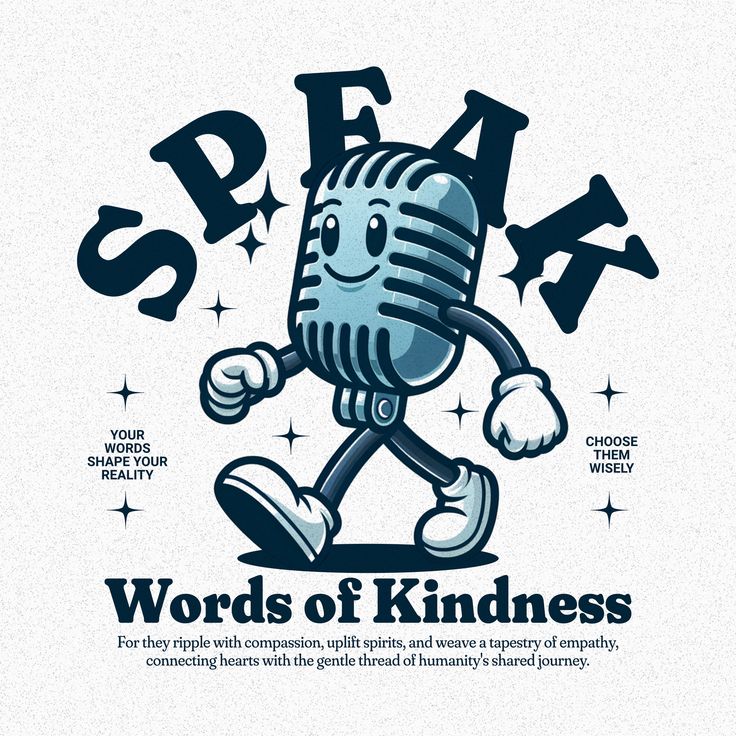 SPEAK
YOUR
WORDS
SHAPE YOUR
REALITY
CHOOSE
THEM
WISELY
Words of Kindness
For they ripple with compassion, uplift spirits, and weave a tapestry of empathy,
connecting hearts with the gentle thread of humanity's shared journey.